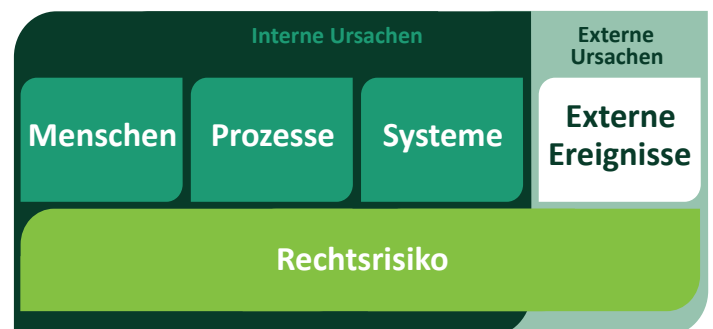 Interne Ursachen
Externe
Ursachen
Menschen
Prozesse
Systeme
Externe
Ereignisse
Rechtsrisiko